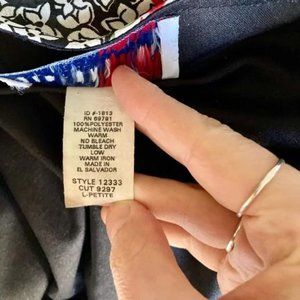 ID #-1813
RN 69781
100% POLYESTER
MACHINE WASH
WARM
NO BLEACH
TUMBLE DRY
LOW
WARM IRON
MADE IN
EL SALVADOR
STYLE 12333
CUT 9297
L-PETITE